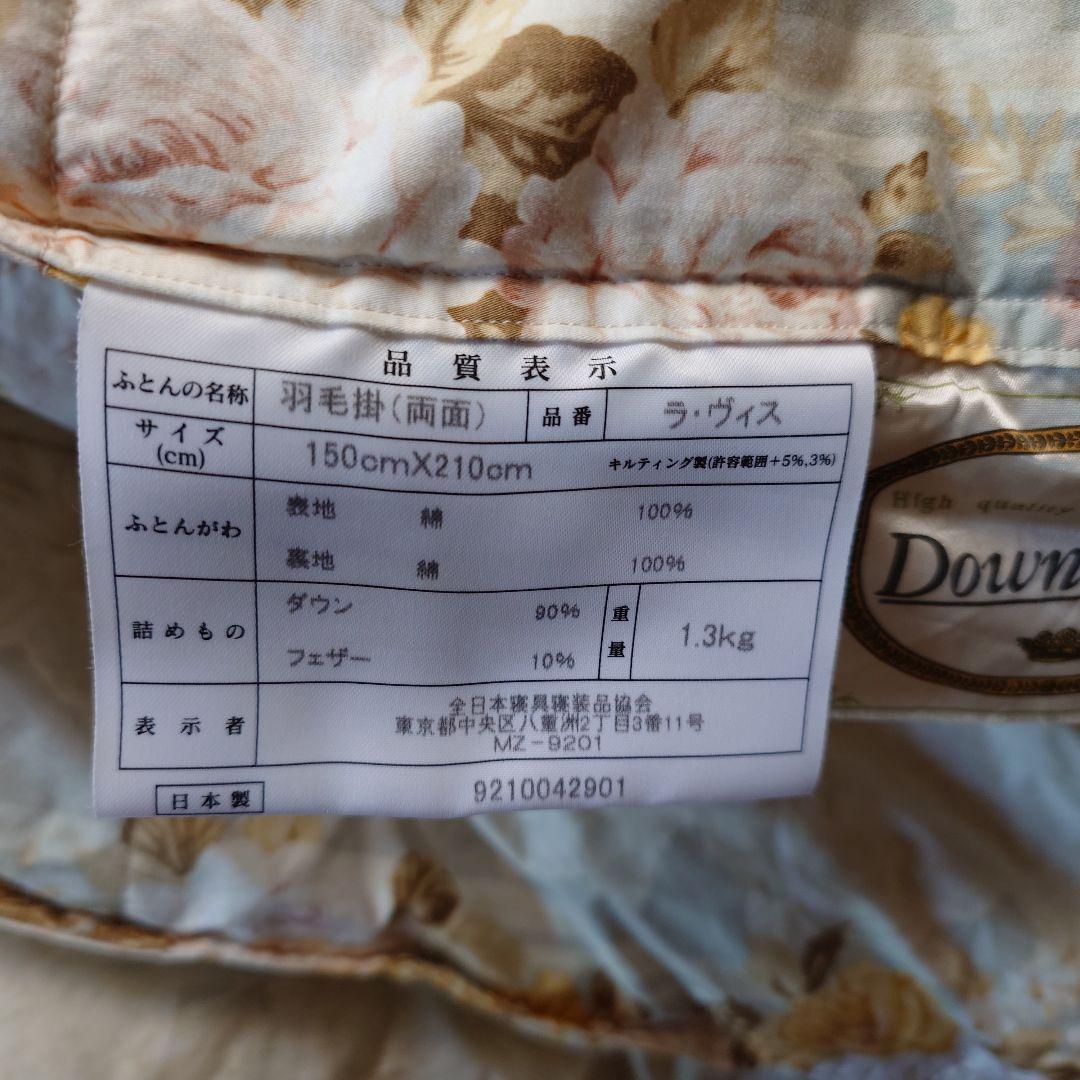 品質表示
ふとんの名称 羽毛掛(両面) 品番 ラ・ヴィス
サイズ(cm) 150cmX210cm キルティング製(許容範囲+5%,3%)
ふとんがわ 表地 綿 100%
裏地 綿 100%
詰めもの ダウン 90% 重量 1.3kg
フェザー 10%
表示者 全日本寝具寝装品協会
東京都中央区八重洲2丁目3番11号
MZ-9201
日本製 9210042901
High quality
Down